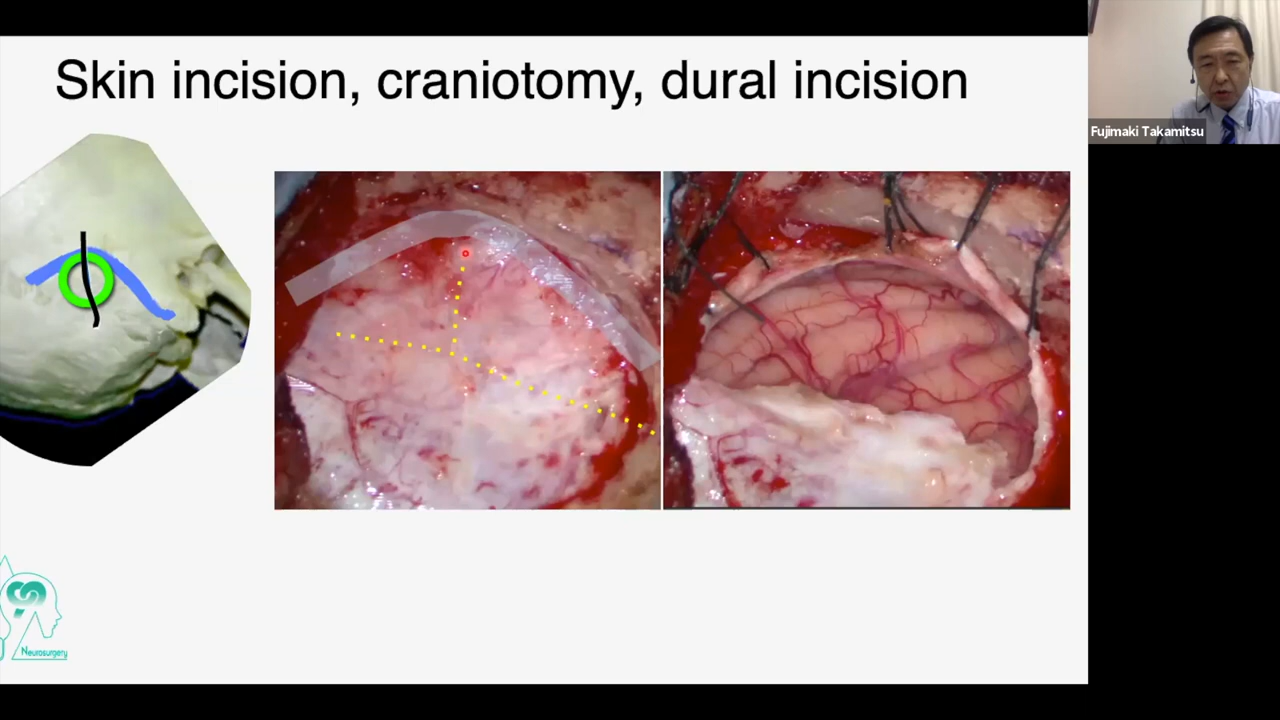 Skin incision, craniotomy, dural incision
Fujimaki Takamitsu
Neurosurgery